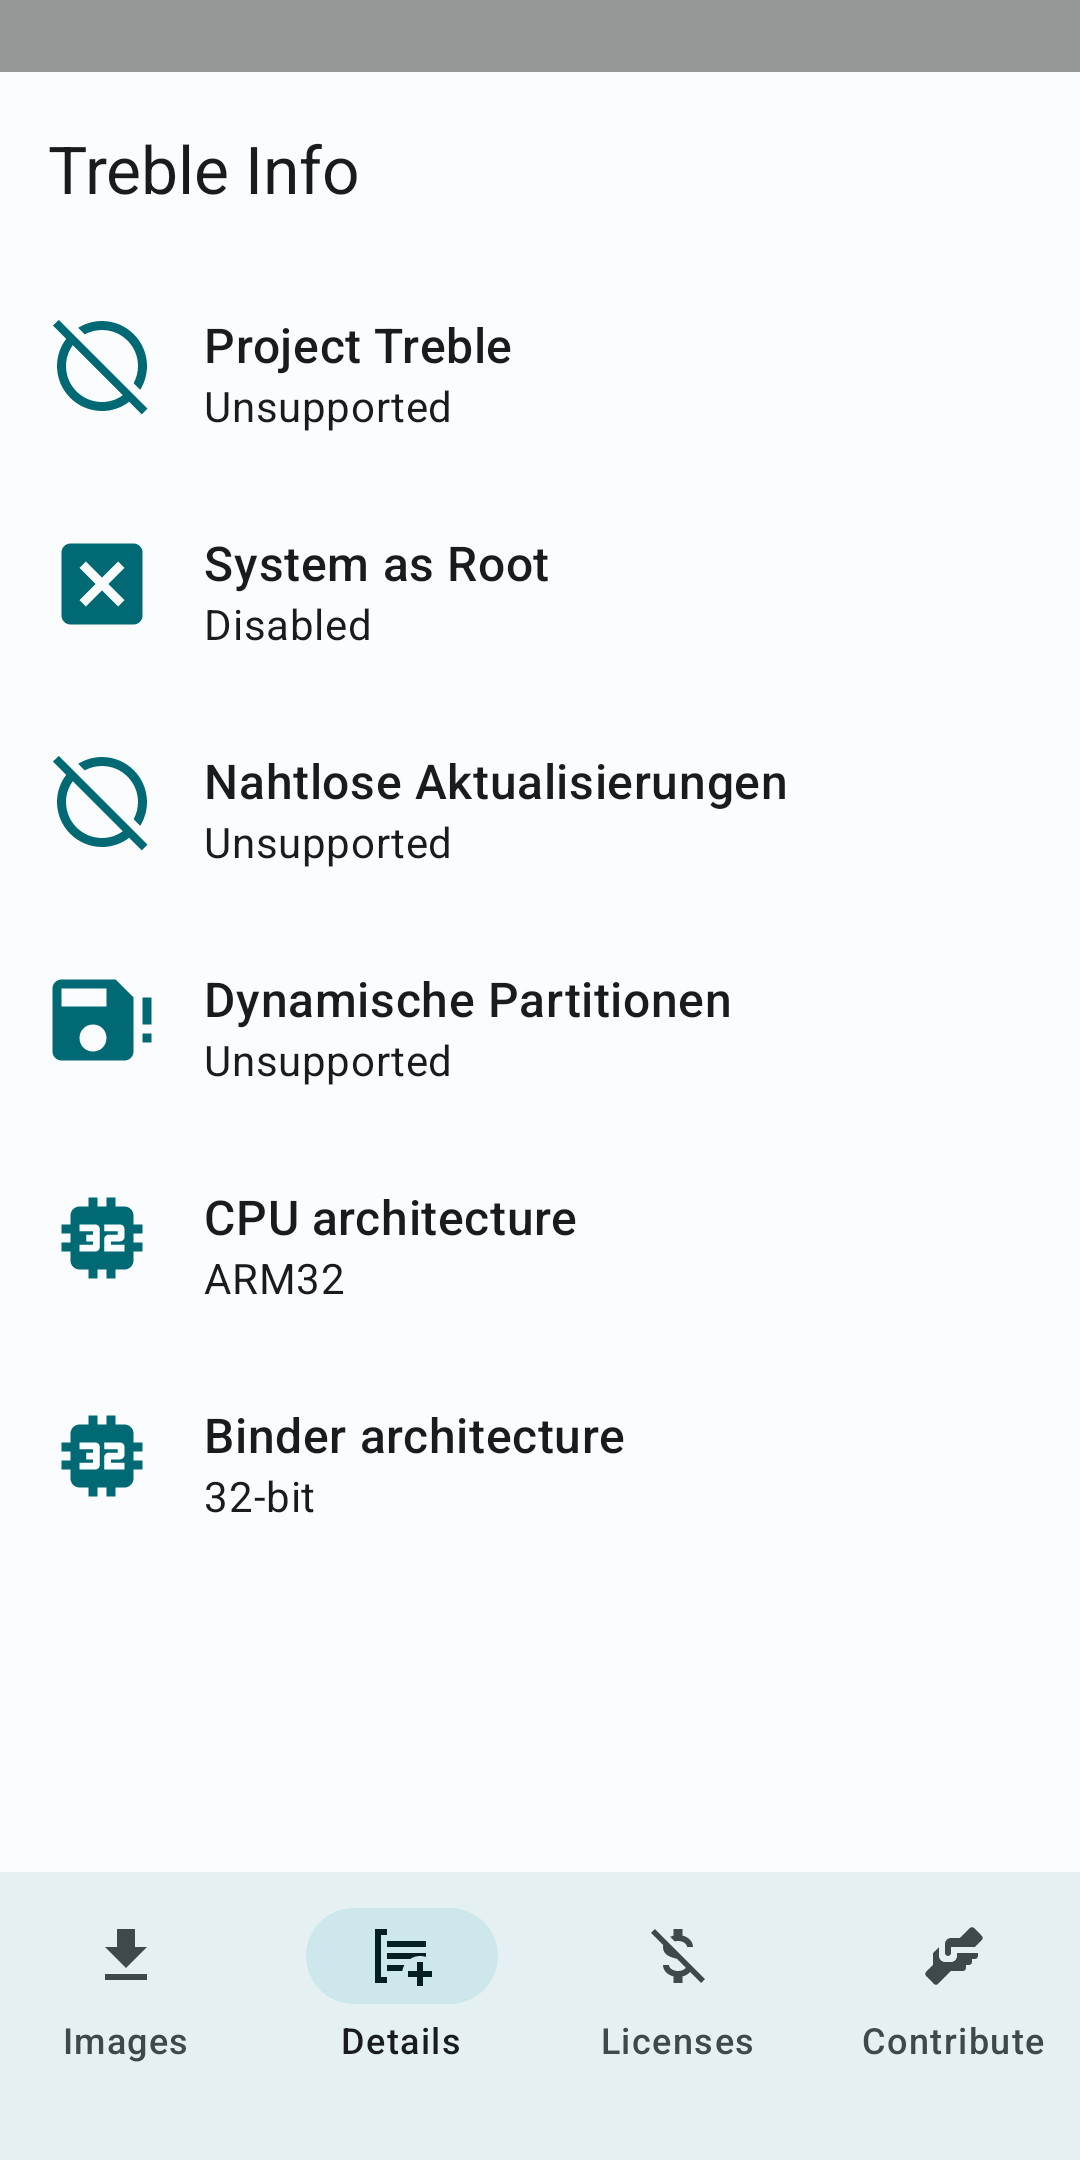 Treble Info
Project Treble
Unsupported
System as Root
Disabled
Nahtlose Aktualisierungen
Unsupported
Dynamische Partitionen
Unsupported
32
CPU architecture
ARM32
32
Binder architecture
32-bit
Images
Details
Licenses
Contribute